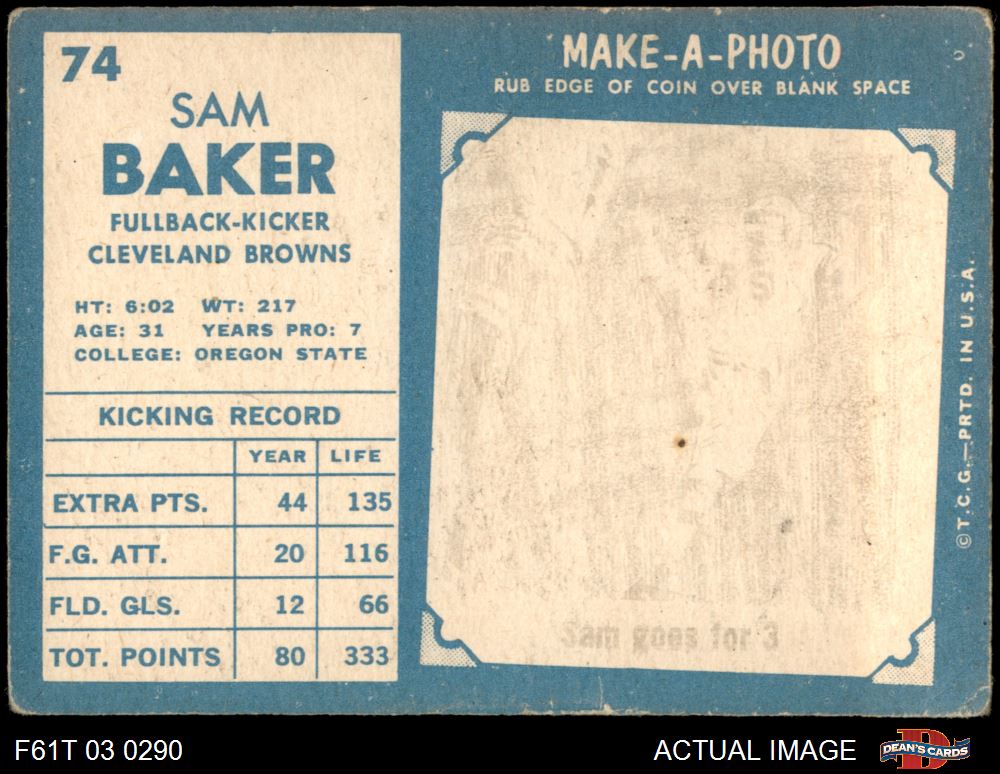 74
SAM
BAKER
FULLBACK-KICKER
CLEVELAND BROWNS
HT: 6:02 WT: 217
AGE: 31 YEARS PRO: 7
COLLEGE: OREGON STATE
KICKING RECORD
YEAR LIFE
EXTRA PTS. 44 135
F.G. ATT. 20 116
FLD. GLS. 12 66
TOT. POINTS 80 333
MAKE-A-PHOTO
RUB EDGE OF COIN OVER BLANK SPACE
Sam goes for 3
©T.C.G.—PRTD. IN U.S.A.
F61T 03 0290
ACTUAL IMAGE
DEAN'S CARDS